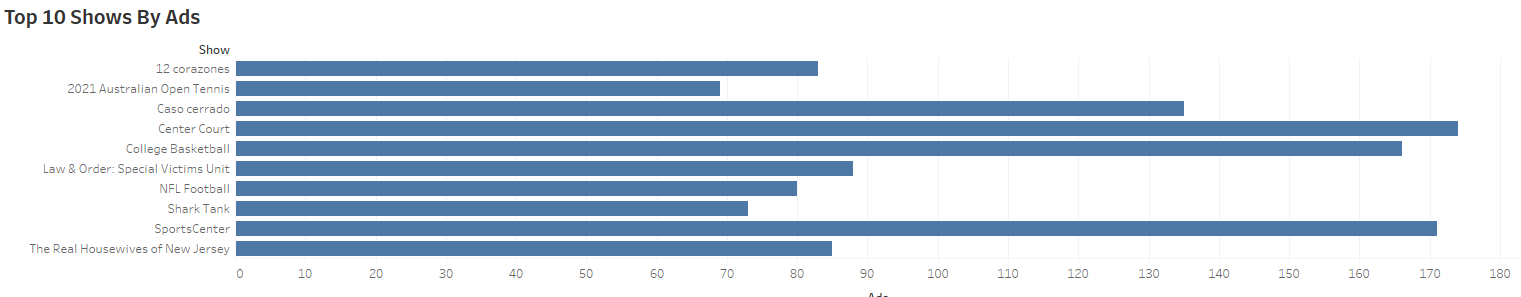 Top 10 Shows By Ads
Show
12 corazones
2021 Australian Open Tennis
Caso cerrado
Center Court
College Basketball
Law & Order: Special Victims Unit
NFL Football
Shark Tank
SportsCenter
The Real Housewives of New Jersey
0 10 20 30 40 50 60 70 80 90 100 110 120 130 140 150 160 170 180
Ads